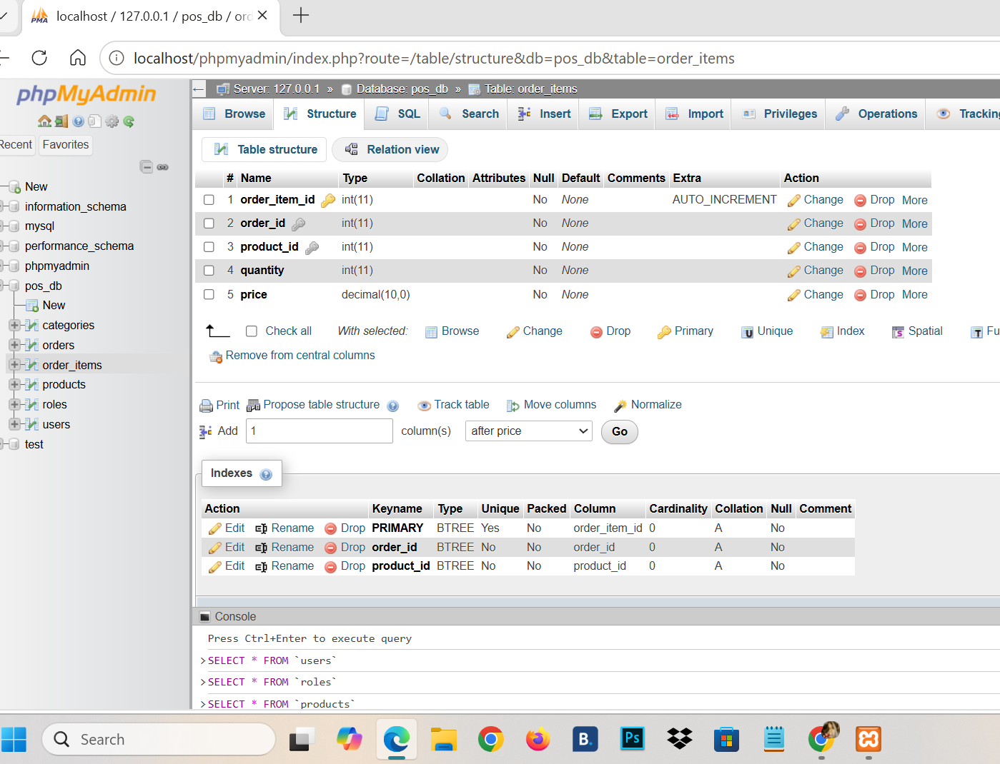 localhost / 127.0.0.1 / pos_db / ord
localhost/phpmyadmin/index.php?route=/table/structure&db=pos_db&table=order_items
phpMyAdmin
Server: 127.0.0.1 » Database: pos_db » Table: order_items
Browse Structure SQL Search Insert Export Import Privileges Operations Tracking
Recent Favorites
Table structure Relation view
New
information_schema
mysql
performance_schema
phpmyadmin
pos_db
New
categories
orders
order_items
products
roles
users
test
# Name Type Collation Attributes Null Default Comments Extra Action
1 order_item_id int(11) No None AUTO_INCREMENT Change Drop More
2 order_id int(11) No None Change Drop More
3 product_id int(11) No None Change Drop More
4 quantity int(11) No None Change Drop More
5 price decimal(10,0) No None Change Drop More
Check all With selected: Browse Change Drop Primary Unique Index Spatial Fu
Remove from central columns
Print Propose table structure Track table Move columns Normalize
Add 1 column(s) after price Go
Indexes
Action Keyname Type Unique Packed Column Cardinality Collation Null Comment
Edit Rename Drop PRIMARY BTREE Yes No order_item_id 0 A No
Edit Rename Drop order_id BTREE No No order_id 0 A No
Edit Rename Drop product_id BTREE No No product_id 0 A No
Console
Press Ctrl+Enter to execute query
>SELECT * FROM `users`
>SELECT * FROM `roles`
>SELECT * FROM `products`
Search
B.
Ps